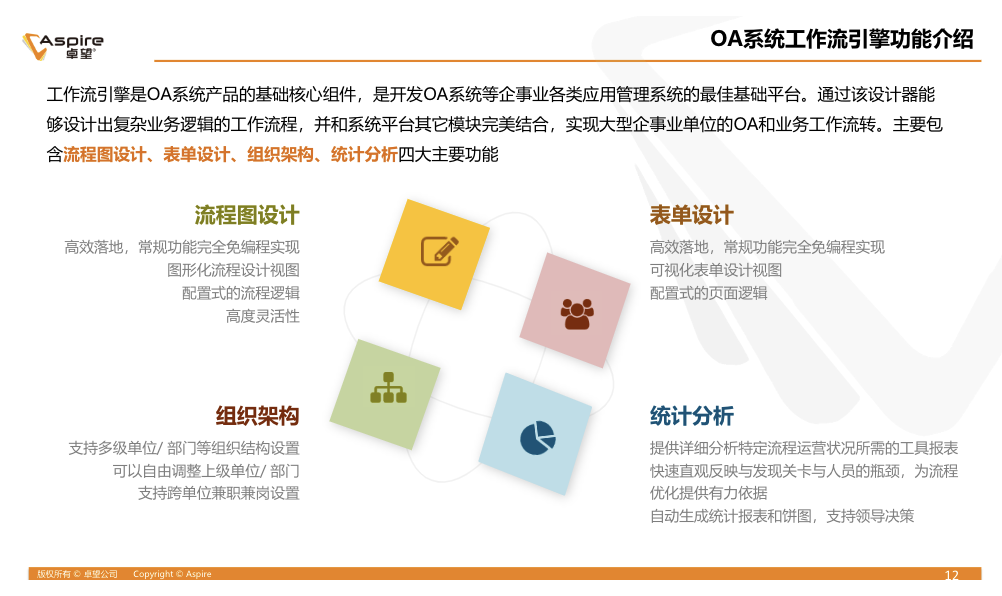 Aspire
卓望
OA系统工作流引擎功能介绍
工作流引擎是OA系统产品的基础核心组件，是开发OA系统等企事业各类应用管理系统的最佳基础平台。通过该设计器能
够设计出复杂业务逻辑的工作流程，并和系统平台其它模块完美结合，实现大型企事业单位的OA和业务工作流转。主要包
含流程图设计、表单设计、组织架构、统计分析四大主要功能
流程图设计
高效落地，常规功能完全免编程实现
图形化流程设计视图
配置式的流程逻辑
高度灵活性
表单设计
高效落地，常规功能完全免编程实现
可视化表单设计视图
配置式的页面逻辑
组织架构
支持多级单位/ 部门等组织结构设置
可以自由调整上级单位/ 部门
支持跨单位兼职兼岗设置
统计分析
提供详细分析特定流程运营状况所需的工具报表
快速直观反映与发现关卡与人员的瓶颈，为流程
优化提供有力依据
自动生成统计报表和饼图，支持领导决策
版权所有 © 卓望公司 Copyright © Aspire
12